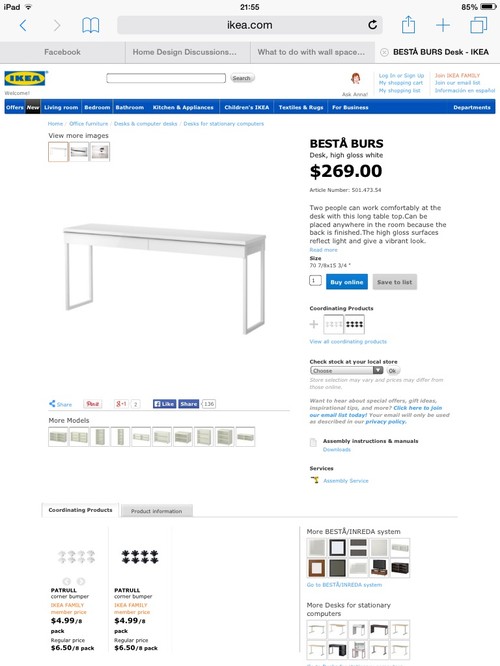 iPad
21:55
85%
ikea.com
Facebook
Home Design Discussions...
What to do with wall space...
BESTÅ BURS Desk - IKEA
IKEA
Search
Welcome!
Ask Anna!
Log In or Sign Up
My shopping cart
My shopping list
Join IKEA FAMILY
Join our email list
Información en español
Offers New Living room Bedroom Bathroom Kitchen & Appliances Children's IKEA Textiles & Rugs For Business Departments
Home / Office furniture / Desks & computer desks / Desks for stationary computers
View more images
BESTÅ BURS
Desk, high gloss white
$269.00
Article Number: 501.473.54
Two people can work comfortably at the
desk with this long table top.Can be
placed anywhere in the room because the
back is finished.The high gloss surfaces
reflect light and give a vibrant look.
Read more
Size
70 7/8x15 3/4 "
1
Buy online
Save to list
Coordinating Products
View all coordinating products
Check stock at your local store
Choose
Ok
Store selection may vary and prices may differ from
those online.
Want to hear about special offers, gift ideas,
inspirational tips, and more? Click here to join
our email list today! Your email will only be used
as described in our privacy policy.
Assembly instructions & manuals
Downloads
Services
Assembly Service
Share
Pinit
+1
2
Like
Share
136
More Models
Coordinating Products
Product information
PATRULL
corner bumper
IKEA FAMILY
member price
$4.99/8
pack
Regular price
$6.50/8 pack
PATRULL
corner bumper
IKEA FAMILY
member price
$4.99/8
pack
Regular price
$6.50/8 pack
More BESTÅ/INREDA system
Go to BESTÅ/INREDA system
More Desks for stationary
computers